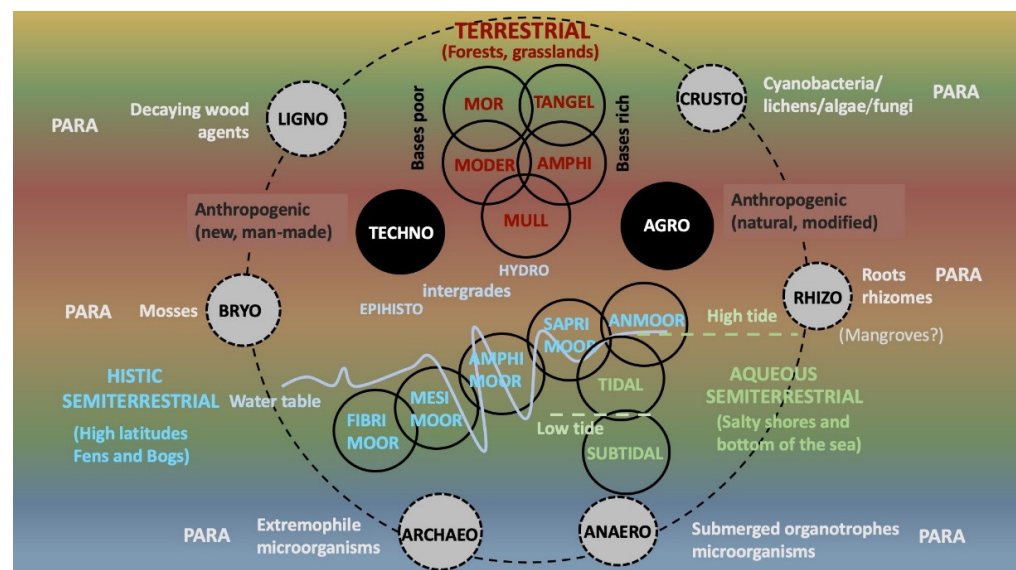 TERRESTRIAL
(Forests, grasslands)
Bases poor
Bases rich
MOR
TANGEL
MODER
AMPHI
MULL
PARA
Decaying wood
agents
LIGNO
CRUSTO
Cyanobacteria/
lichens/algae/fungi
PARA
Anthropogenic
(new, man-made)
TECHNO
AGRO
Anthropogenic
(natural, modified)
HYDRO
intergrades
EPIHISTO
PARA
Mosses
BRYO
RHIZO
Roots
rhizomes
PARA
(Mangroves?)
High tide
HISTIC
SEMITERRESTRIAL
(High latitudes
Fens and Bogs)
Water table
FIBRI
MOOR
MESI
MOOR
AMPHI
MOOR
SAPRI
MOOR
ANMOOR
TIDAL
Low tide
SUBTIDAL
AQUEOUS
SEMITERRESTRIAL
(Salty shores and
bottom of the sea)
PARA
Extremophile
microorganisms
ARCHAEO
ANAERO
Submerged organotrophes
microorganisms
PARA